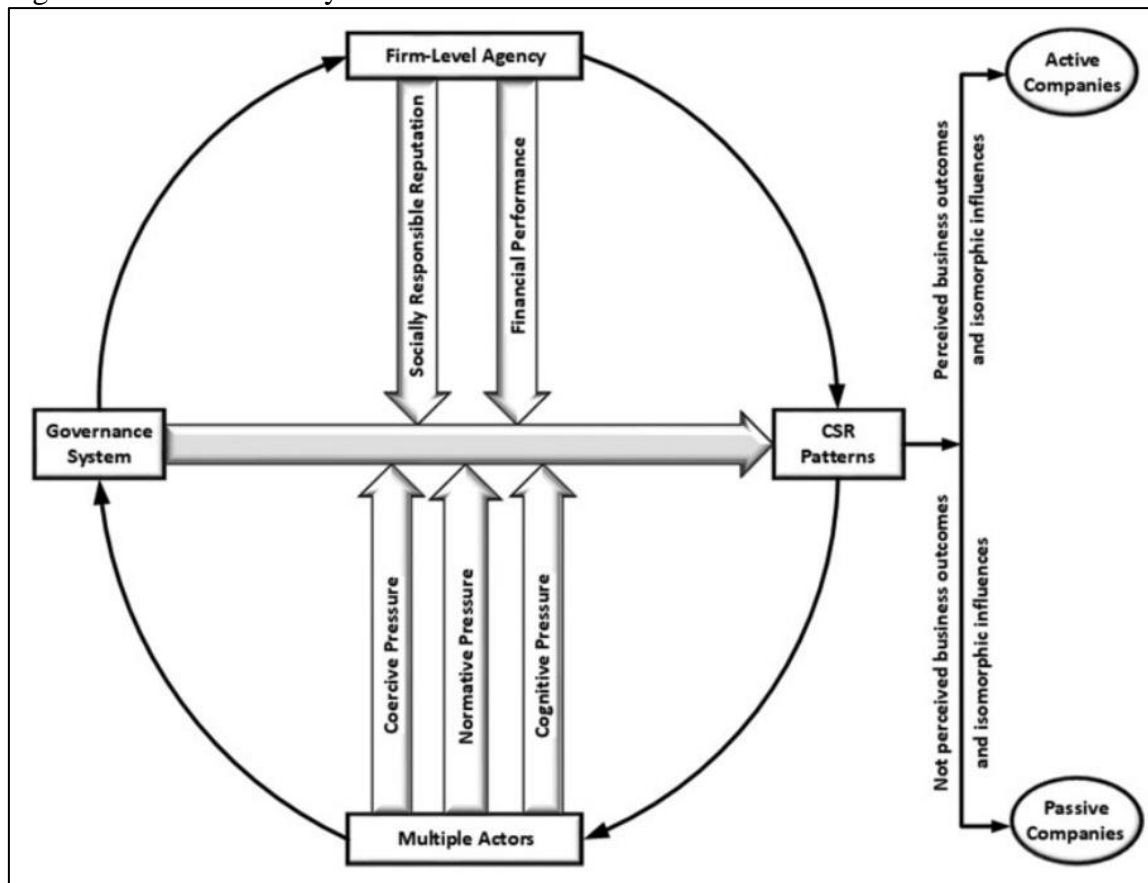 Firm-Level Agency
Active
Companies
Socially Responsible Reputation
Financial Performance
Perceived business outcomes
and isomorphic influences
Governance
System
CSR
Patterns
Coercive Pressure
Normative Pressure
Cognitive Pressure
Not perceived business outcomes
and isomorphic influences
Multiple Actors
Passive
Companies